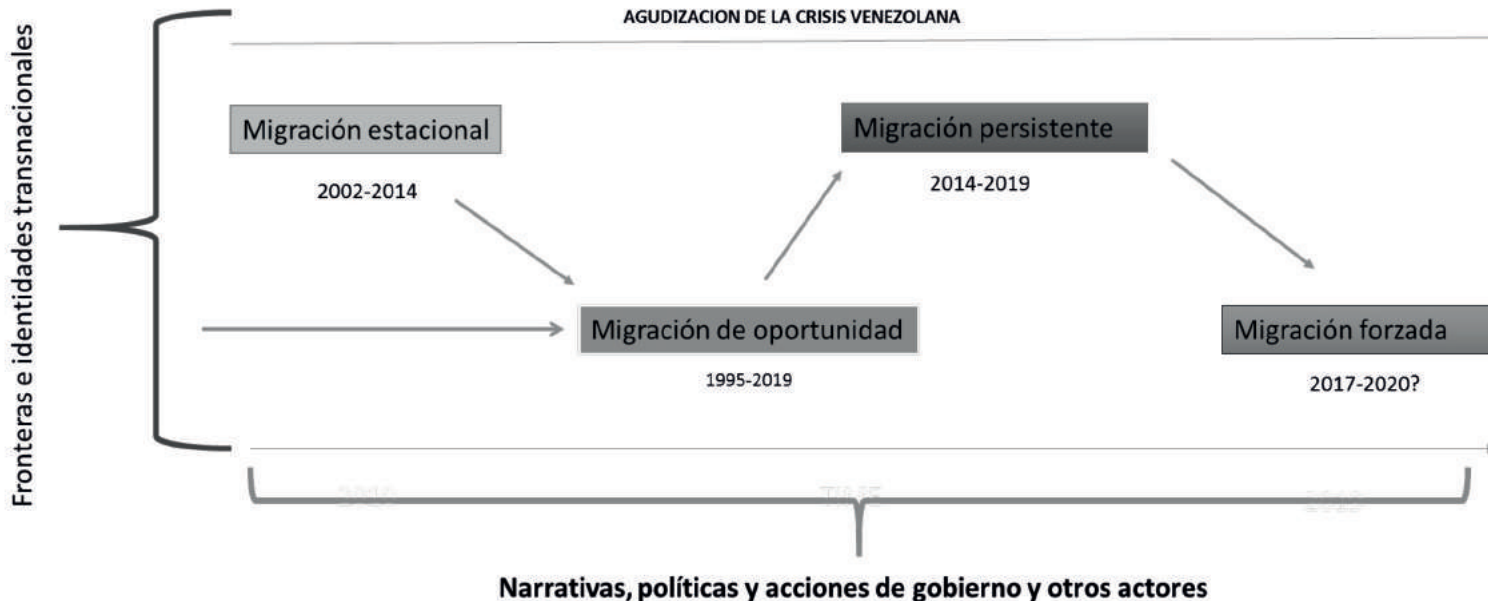 AGUDIZACION DE LA CRISIS VENEZOLANA
Fronteras e identidades transnacionales
Migración estacional
2002-2014
Migración persistente
2014-2019
Migración de oportunidad
1995-2019
Migración forzada
2017-2020?
TIME
Narrativas, políticas y acciones de gobierno y otros actores